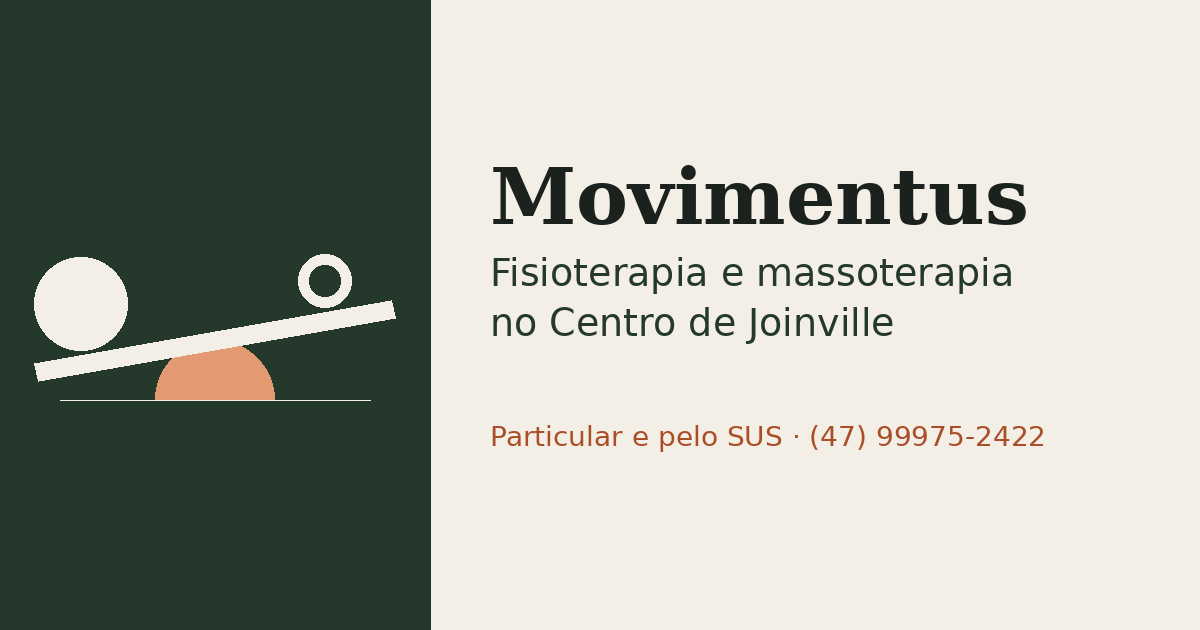 Movimentus
Fisioterapia e massoterapia
no Centro de Joinville
Particular e pelo SUS · (47) 99975-2422